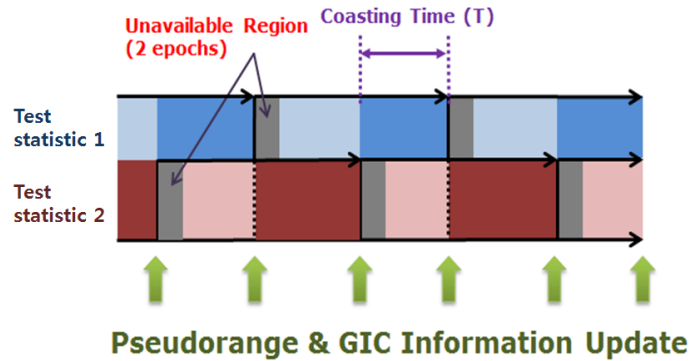 Unavailable Region
(2 epochs)
Coasting Time (T)
Test
statistic 1
Test
statistic 2
Pseudorange & GIC Information Update